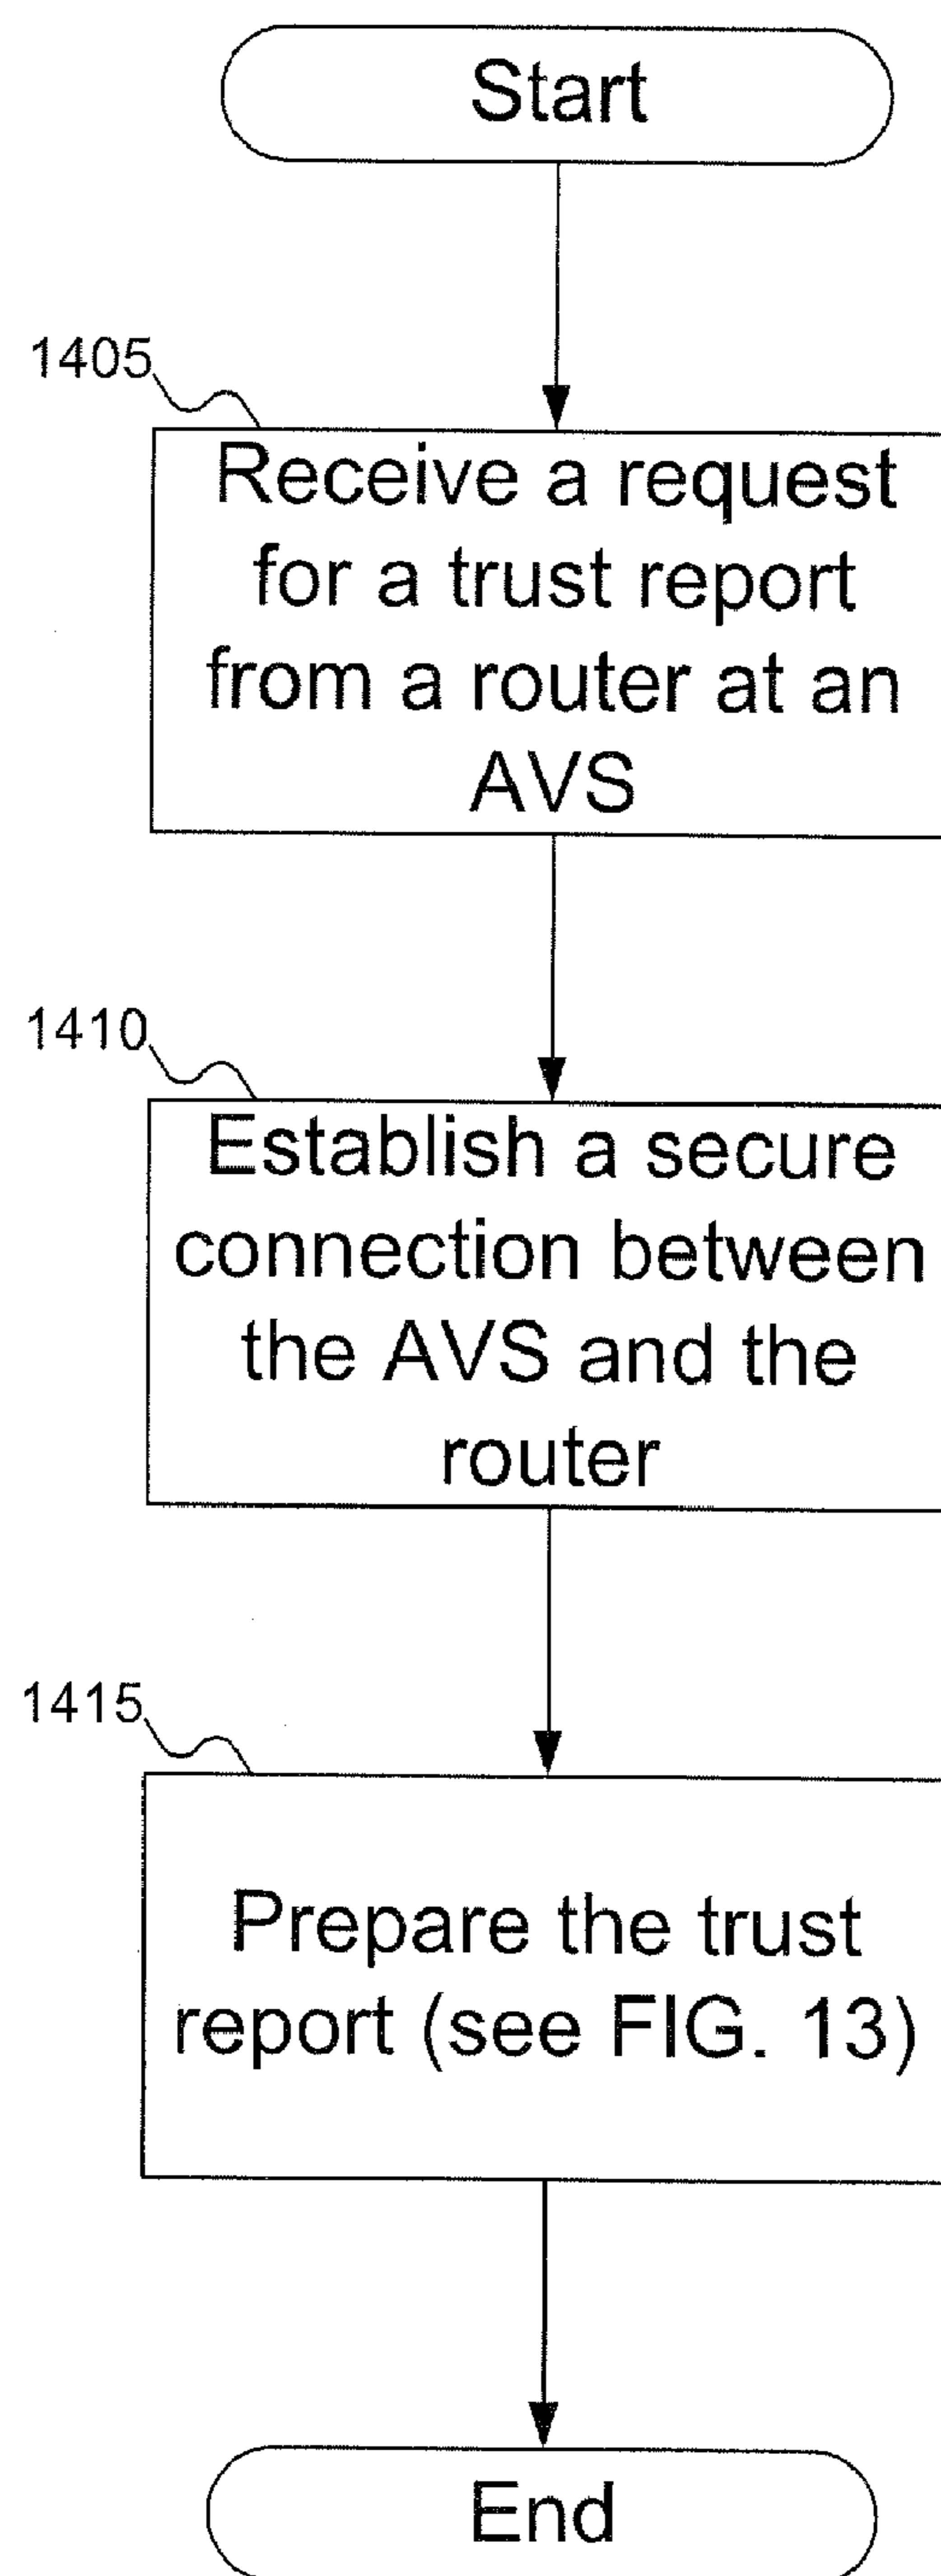 Start
1405
Receive a request
for a trust report
from a router at an
AVS
1410
Establish a secure
connection between
the AVS and the
router
1415
Prepare the trust
report (see FIG. 13)
End